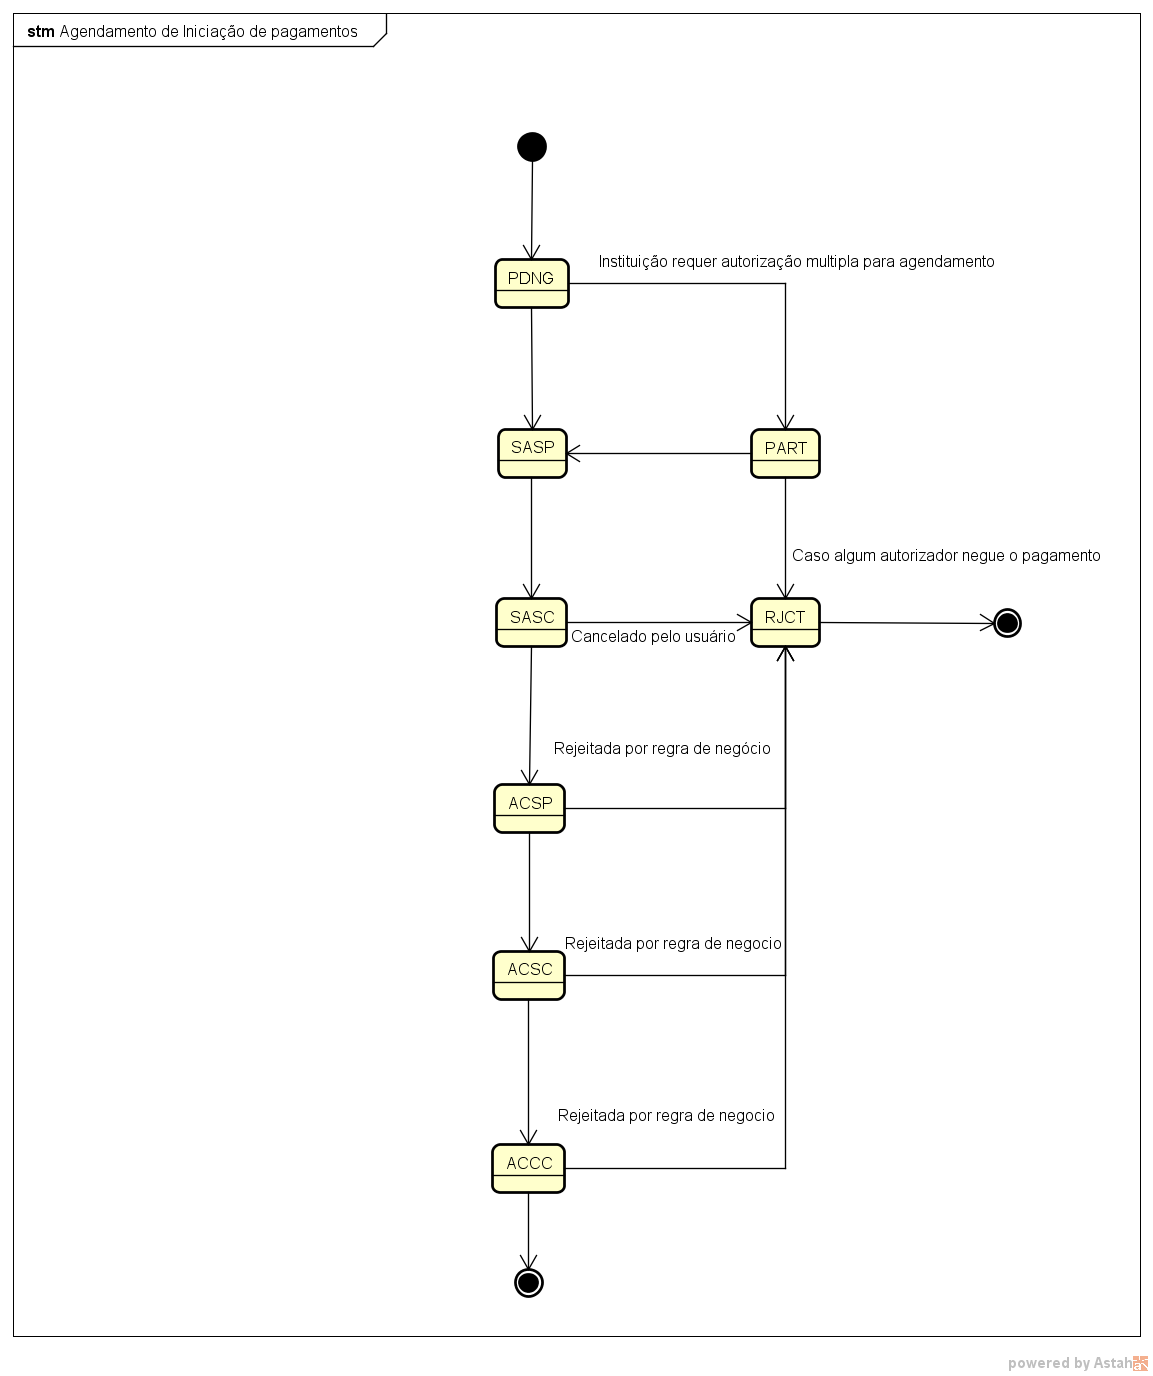 stm Agendamento de Iniciação de pagamentos
Instituição requer autorização multipla para agendamento
PDNG
SASP
PART
Caso algum autorizador negue o pagamento
SASC
RJCT
Cancelado pelo usuário
Rejeitada por regra de negócio
ACSP
Rejeitada por regra de negocio
ACSC
Rejeitada por regra de negocio
ACCC
powered by Astah